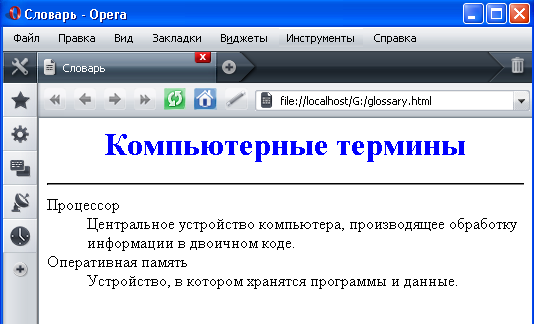 Словарь - Opera
Файл Правка Вид Закладки Виджеты Инструменты Справка
Словарь
file://localhost/G:/glossary.html
Компьютерные термины
Процессор
Центральное устройство компьютера, производящее обработку
информации в двоичном коде.
Оперативная память
Устройство, в котором хранятся программы и данные.